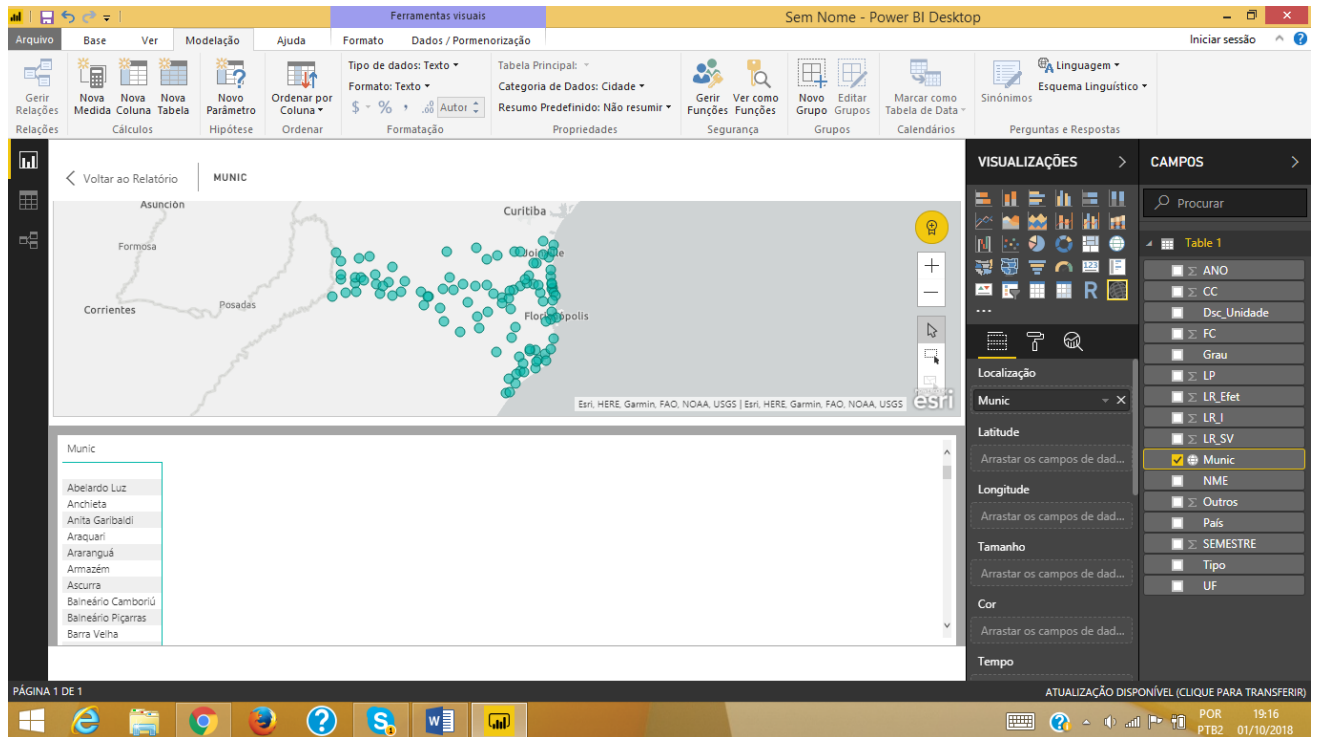 Ferramentas visuais
Sem Nome - Power BI Desktop
Arquivo Base Ver Modelação Ajuda Formato Dados / Pormenorização Iniciar sessão
Gerir Relações
Nova Medida
Nova Coluna
Nova Tabela
Novo Parâmetro
Ordenar por Coluna
Tipo de dados: Texto
Formato: Texto
$ % , .00 Autor
Tabela Principal:
Categoria de Dados: Cidade
Resumo Predefinido: Não resumir
Gerir Funções
Ver como Funções
Novo Grupo
Editar Grupos
Marcar como Tabela de Data
Sinónimos
Linguagem
Esquema Linguístico
Relações Cálculos Hipótese Ordenar Formatação Propriedades Segurança Grupos Calendários Perguntas e Respostas
Voltar ao Relatório MUNIC
Asunción
Curitiba
Formosa
Joinville
Corrientes
Posadas
Florianópolis
Esri, HERE, Garmin, FAO, NOAA, USGS | Esri, HERE, Garmin, FAO, NOAA, USGS
esri
Munic
Abelardo Luz
Anchieta
Anita Garibaldi
Araquari
Araranguá
Armazém
Ascurra
Balneário Camboriú
Balneário Piçarras
Barra Velha
VISUALIZAÇÕES
123
R
Localização
Munic
Latitude
Arrastar os campos de dad...
Longitude
Arrastar os campos de dad...
Tamanho
Arrastar os campos de dad...
Cor
Arrastar os campos de dad...
Tempo
CAMPOS
Procurar
Table 1
∑ ANO
∑ CC
Dsc_Unidade
∑ FC
Grau
∑ LP
∑ LR_Efet
∑ LR_I
∑ LR_SV
Munic
NME
∑ Outros
País
∑ SEMESTRE
Tipo
UF
PÁGINA 1 DE 1
ATUALIZAÇÃO DISPONÍVEL (CLIQUE PARA TRANSFERIR)
POR 19:16
PTB2 01/10/2018